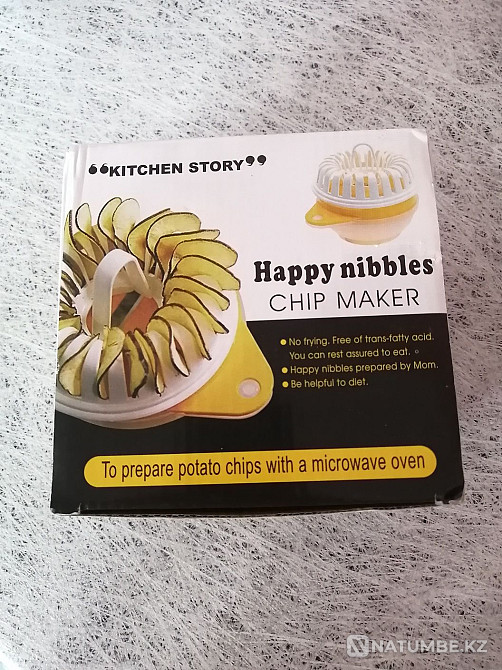 “KITCHEN STORY”
Happy nibbles
CHIP MAKER
● No frying. Free of trans-fatty acid.
You can rest assured to eat. 。
● Happy nibbles prepared by Mom.
● Be helpful to diet.
To prepare potato chips with a microwave oven
NATUMBE.KZ